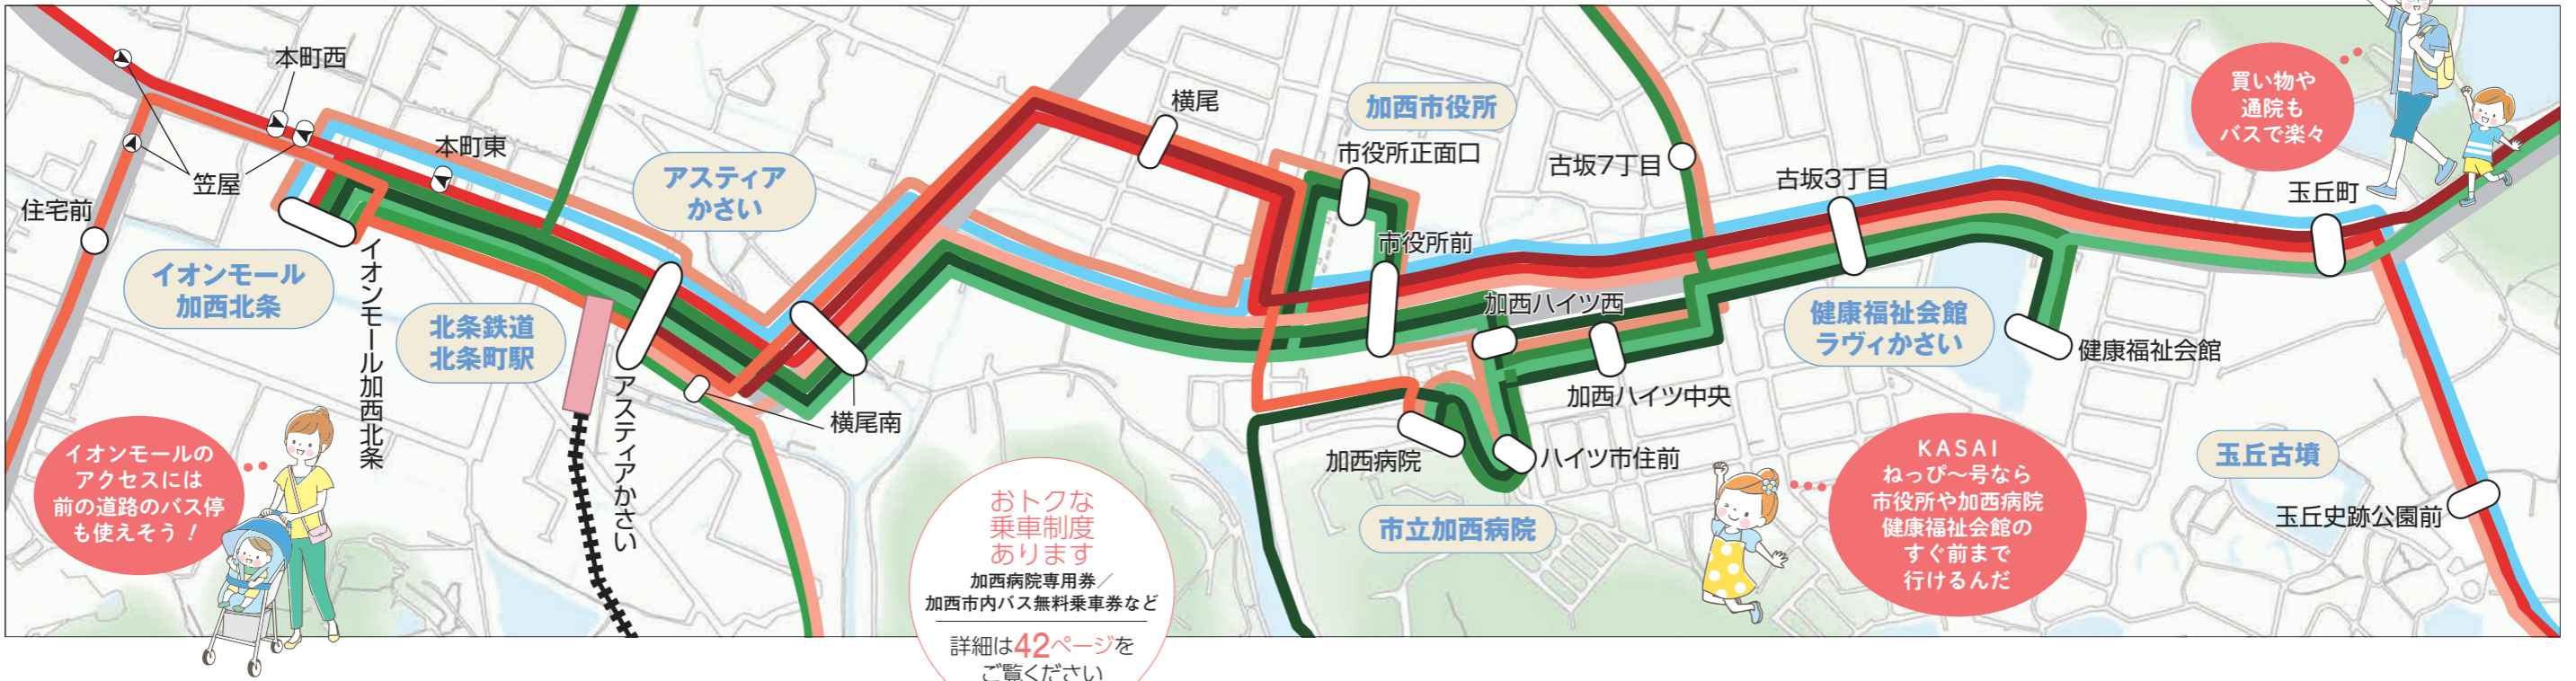 本町西
本町東
笠屋
住宅前
イオンモール
加西北条
イオンモール加西北条
北条鉄道
北条町駅
アスティア
かさい
アスティアかさい
横尾南
横尾
加西市役所
市役所正面口
市役所前
古坂7丁目
古坂3丁目
加西ハイツ西
加西ハイツ中央
加西病院
ハイツ市住前
市立加西病院
健康福祉会館
ラヴィかさい
健康福祉会館
玉丘町
玉丘古墳
玉丘史跡公園前
買い物や
通院も
バスで楽々
イオンモールの
アクセスには
前の道路のバス停
も使えそう!
おトクな
乗車制度
あります
加西病院専用券/
加西市内バス無料乗車券など
詳細は42ページを
ご覧ください
KASAI
ねっぴ〜号なら
市役所や加西病院
健康福祉会館の
すぐ前まで
行けるんだ